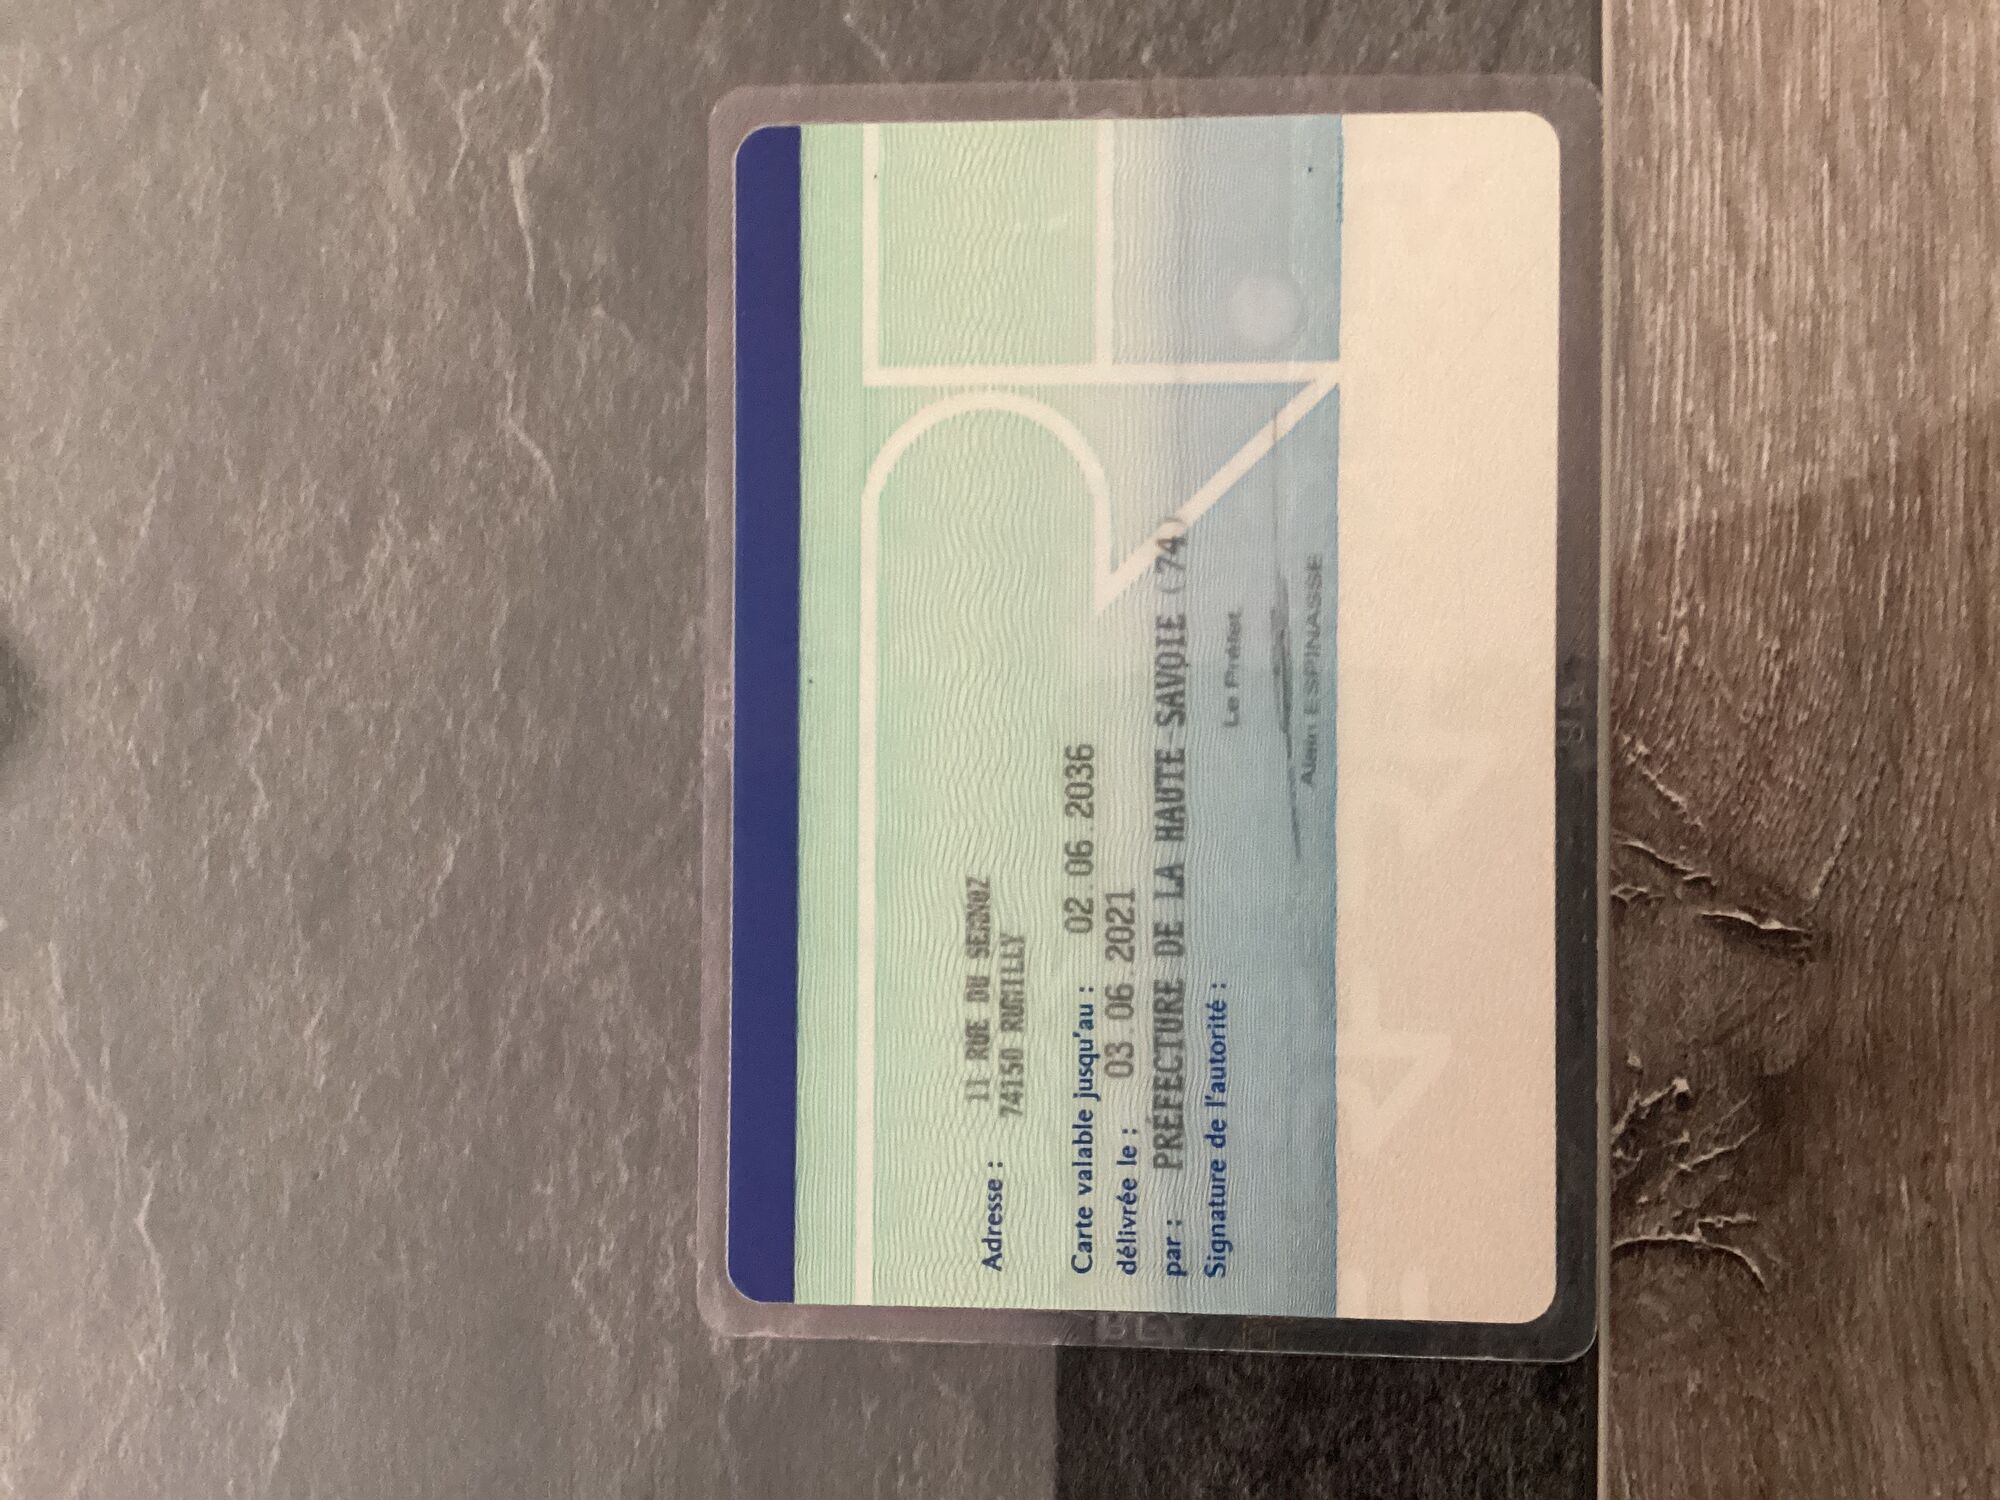 Adresse : 11 RUE DU SERNOZ
74150 RUMILLY
Carte valable jusqu'au : 02.06.2036
délivrée le : 03.06.2021
par : PRÉFECTURE DE LA HAUTE-SAVOIE (74)
Signature de l'autorité :
Le Préfet
Alain ESPINASSE